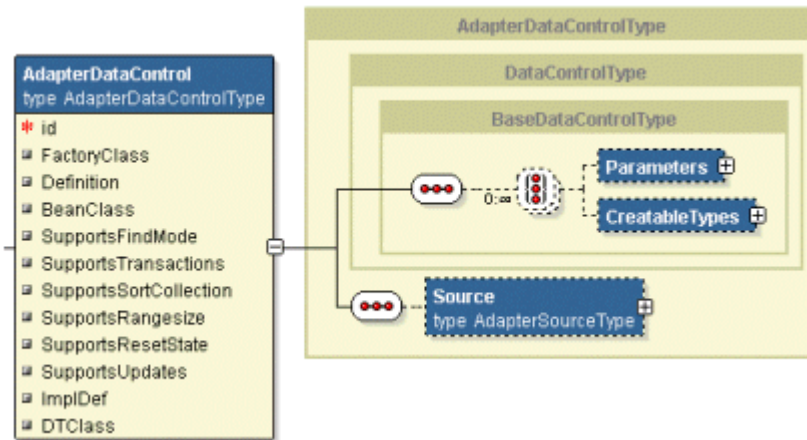 AdapterDataControl
type AdapterDataControlType
* id
FactoryClass
Definition
BeanClass
SupportsFindMode
SupportsTransactions
SupportsSortCollection
SupportsRangesize
SupportsResetState
SupportsUpdates
ImplDef
DTClass
AdapterDataControlType
DataControlType
BaseDataControlType
0:∞
Parameters
CreatableTypes
Source
type AdapterSourceType